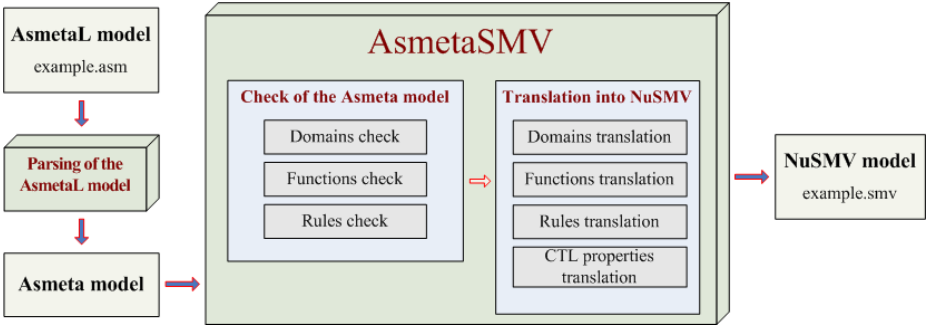 AsmetaL model
example.asm
Parsing of the
AsmetaL model
Asmeta model
AsmetaSMV
Check of the Asmeta model
Domains check
Functions check
Rules check
Translation into NuSMV
Domains translation
Functions translation
Rules translation
CTL properties
translation
NuSMV model
example.smv